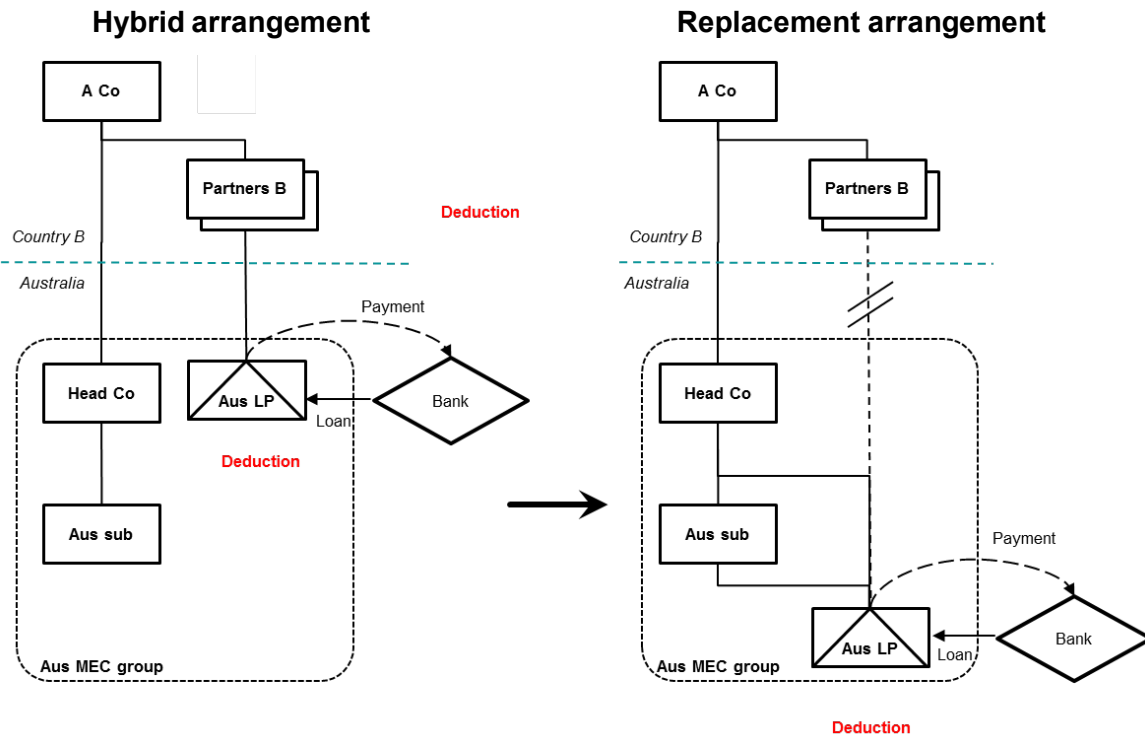 Hybrid arrangement
A Co
Partners B
Deduction
Country B
Australia
Payment
Head Co
Aus LP
Bank
Loan
Deduction
Aus sub
Aus MEC group
Replacement arrangement
A Co
Partners B
Country B
Australia
Head Co
Aus sub
Payment
Aus LP
Bank
Loan
Aus MEC group
Deduction